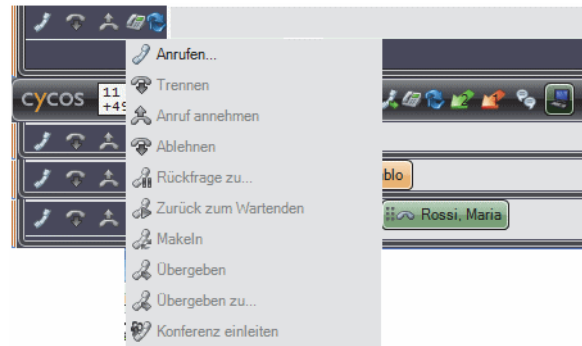 Anrufen...
Trennen
cycos 11
+49
Anruf annehmen
Ablehnen
Rückfrage zu... blo
Zurück zum Wartenden Rossi, Maria
Makeln
Übergeben
Übergeben zu...
Konferenz einleiten